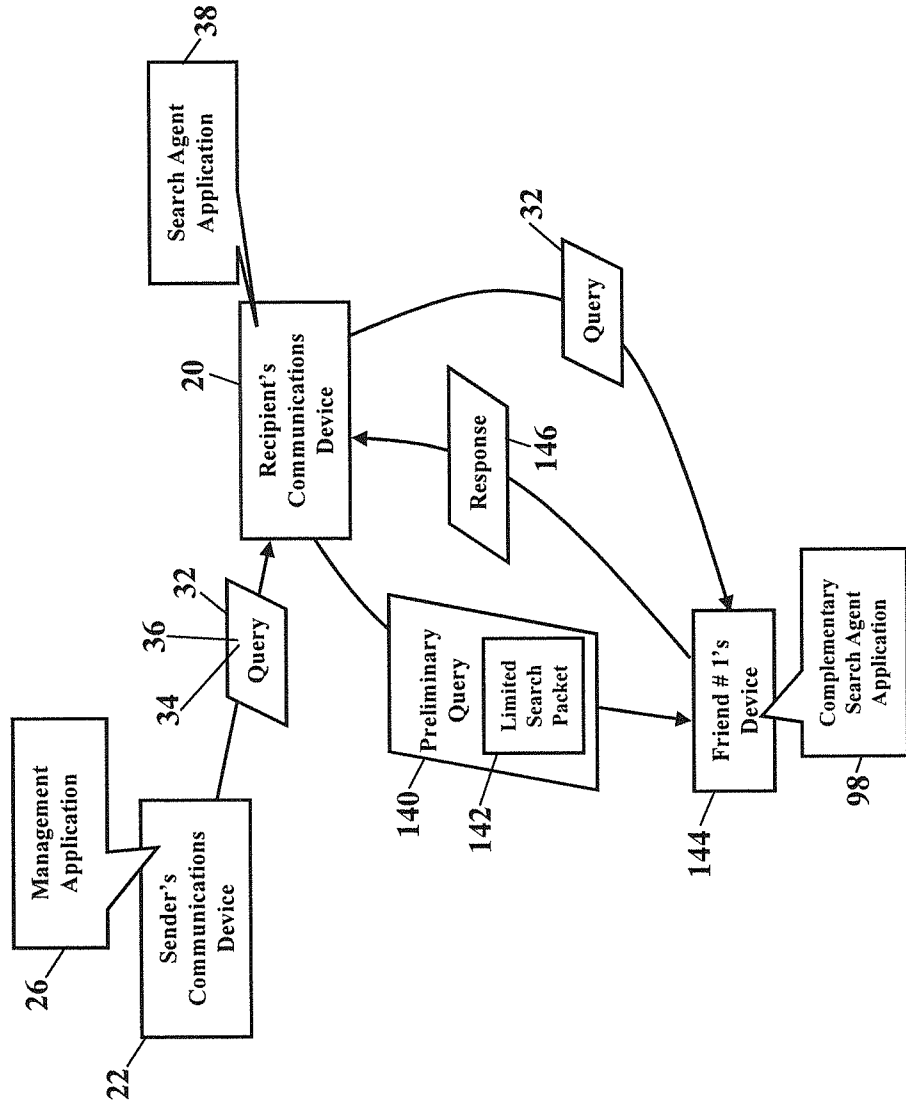 26
Management
Application
22
Sender's
Communications
Device
34
36
32
Query
38
Search Agent
Application
20
Recipient's
Communications
Device
140
Preliminary
Query
142
Limited
Search
Packet
Response
146
32
Query
144
Friend # 1's
Device
98
Complementary
Search Agent
Application